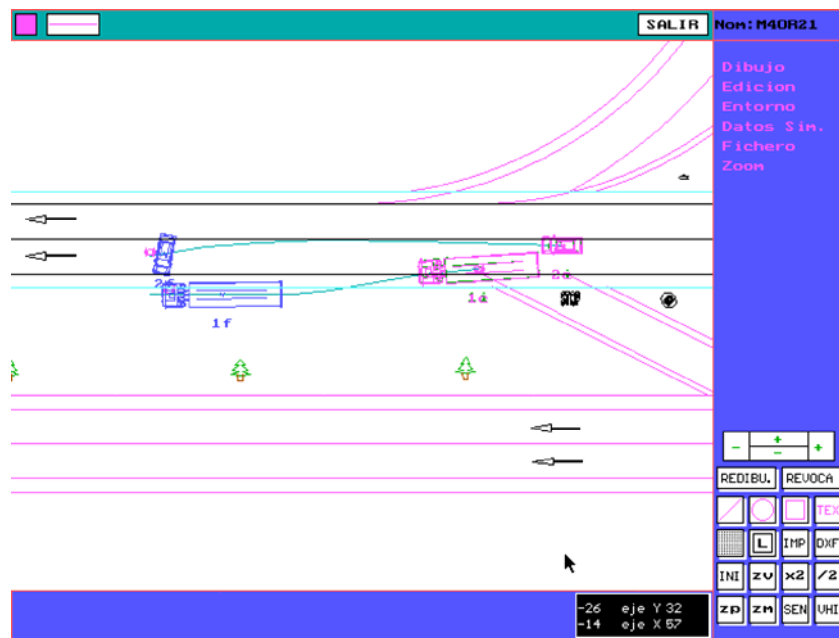 SALIR
Nom:M40R21
Dibujo
Edicion
Entorno
Datos Sim.
Fichero
Zoom
1d
2d
1f
REDIBU.
REVOCA
TEX
L
IMP
DXF
INI
zv
x2
/2
zp
zm
SEN
VHI
-26 eje Y 32
-14 eje X 57